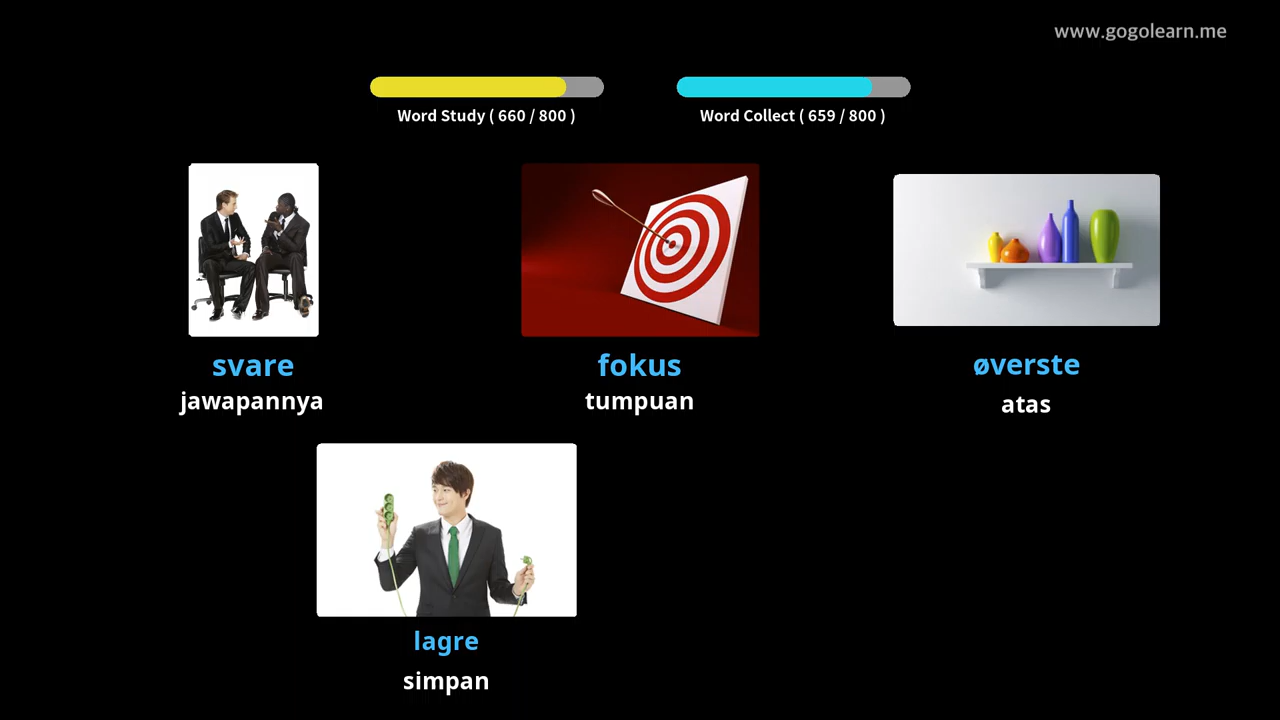 www.gogolearn.me
Word Study ( 660 / 800 )
Word Collect ( 659 / 800 )
svare
jawapannya
fokus
tumpuan
øverste
atas
lagre
simpan